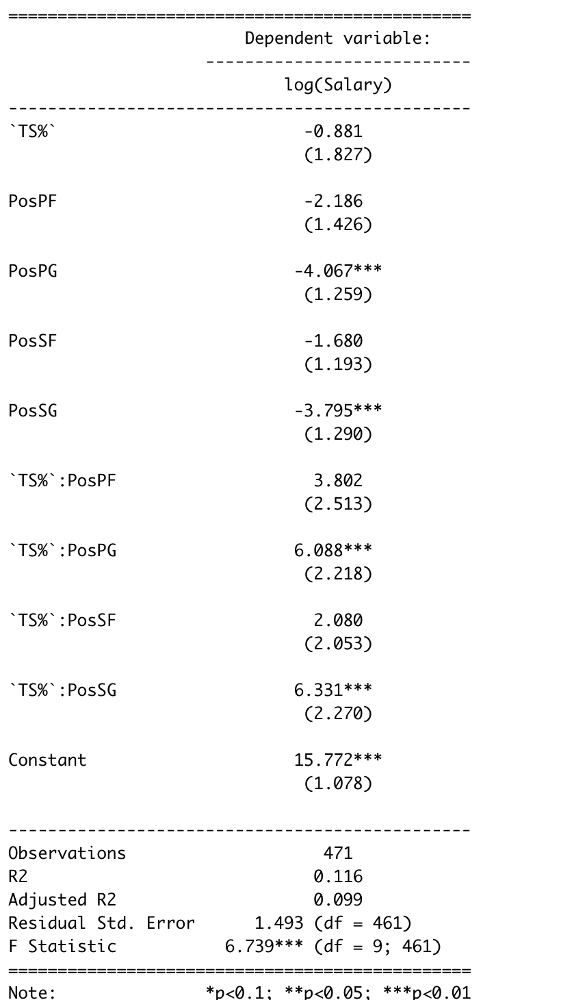 ===============================================
Dependent variable:
---------------------------
log(Salary)
-----------------------------------------------
`TS%` -0.881
(1.827)
PosPF -2.186
(1.426)
PosPG -4.067***
(1.259)
PosSF -1.680
(1.193)
PosSG -3.795***
(1.290)
`TS%`:PosPF 3.802
(2.513)
`TS%`:PosPG 6.088***
(2.218)
`TS%`:PosSF 2.080
(2.053)
`TS%`:PosSG 6.331***
(2.270)
Constant 15.772***
(1.078)
-----------------------------------------------
Observations 471
R2 0.116
Adjusted R2 0.099
Residual Std. Error 1.493 (df = 461)
F Statistic 6.739*** (df = 9; 461)
===============================================
Note: *p<0.1; **p<0.05; ***p<0.01